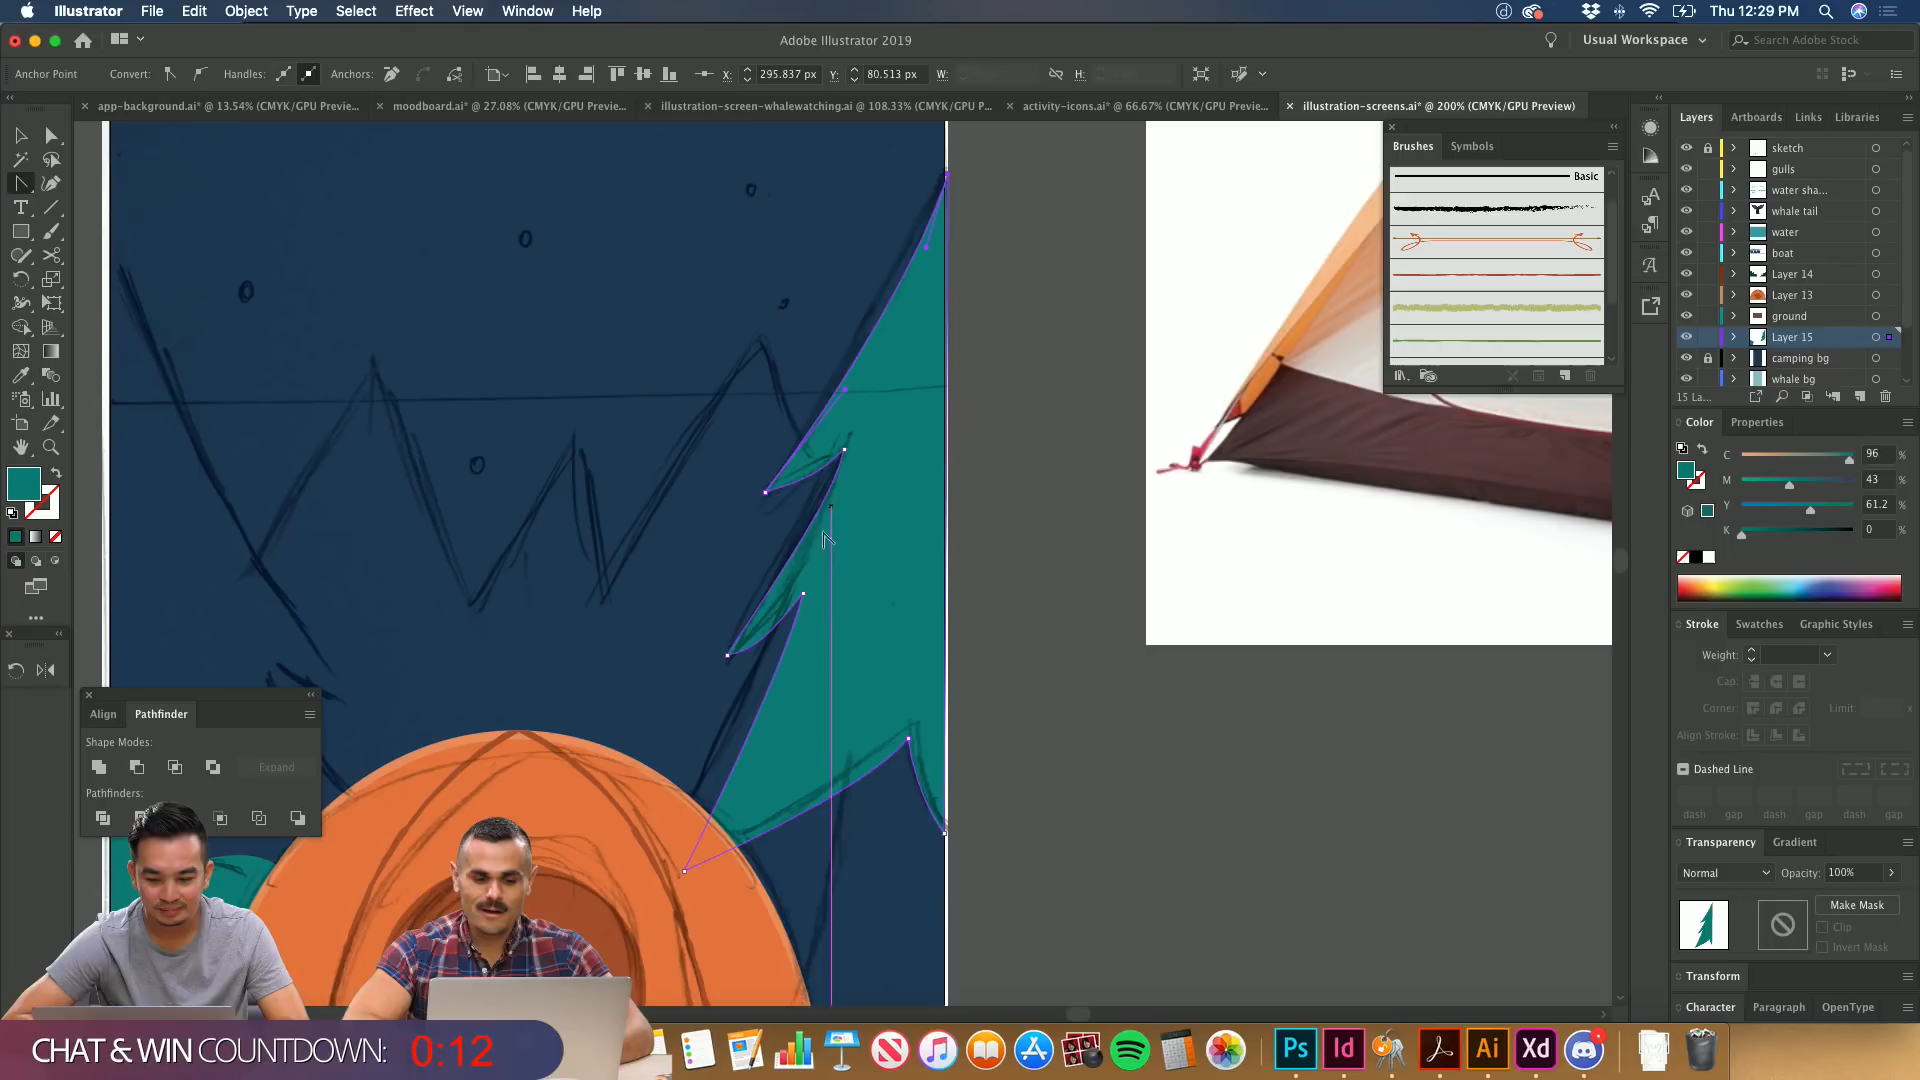 Illustrator File Edit Object Type Select Effect View Window Help
Thu 12:29 PM
Adobe Illustrator 2019
Usual Workspace
Search Adobe Stock
Anchor Point Convert: Handles: Anchors: X: 295.837 px Y: 80.513 px W: H:
app-background.ai* @ 13.54% (CMYK/GPU Previe...
moodboard.ai* @ 27.08% (CMYK/GPU Previe...
illustration-screen-whalewatching.ai @ 108.33% (CMYK/GPU P...
activity-icons.ai* @ 66.67% (CMYK/GPU Previe...
illustration-screens.ai* @ 200% (CMYK/GPU Preview)
Layers Artboards Links Libraries
Brushes Symbols
Basic
sketch
gulls
water sha...
whale tail
water
boat
Layer 14
Layer 13
ground
Layer 15
camping bg
whale bg
15 La...
Color Properties
C 96 %
M 43 %
Y 61.2 %
K 0 %
Stroke Swatches Graphic Styles
Weight:
Cap:
Corner: Limit: x
Align Stroke:
Dashed Line
dash gap dash gap dash gap
Transparency Gradient
Normal Opacity: 100%
Make Mask
Clip
Invert Mask
Transform
Character Paragraph OpenType
Align Pathfinder
Shape Modes:
Expand
Pathfinders:
CHAT & WIN COUNTDOWN: 0:12
Ps Id Ai Xd